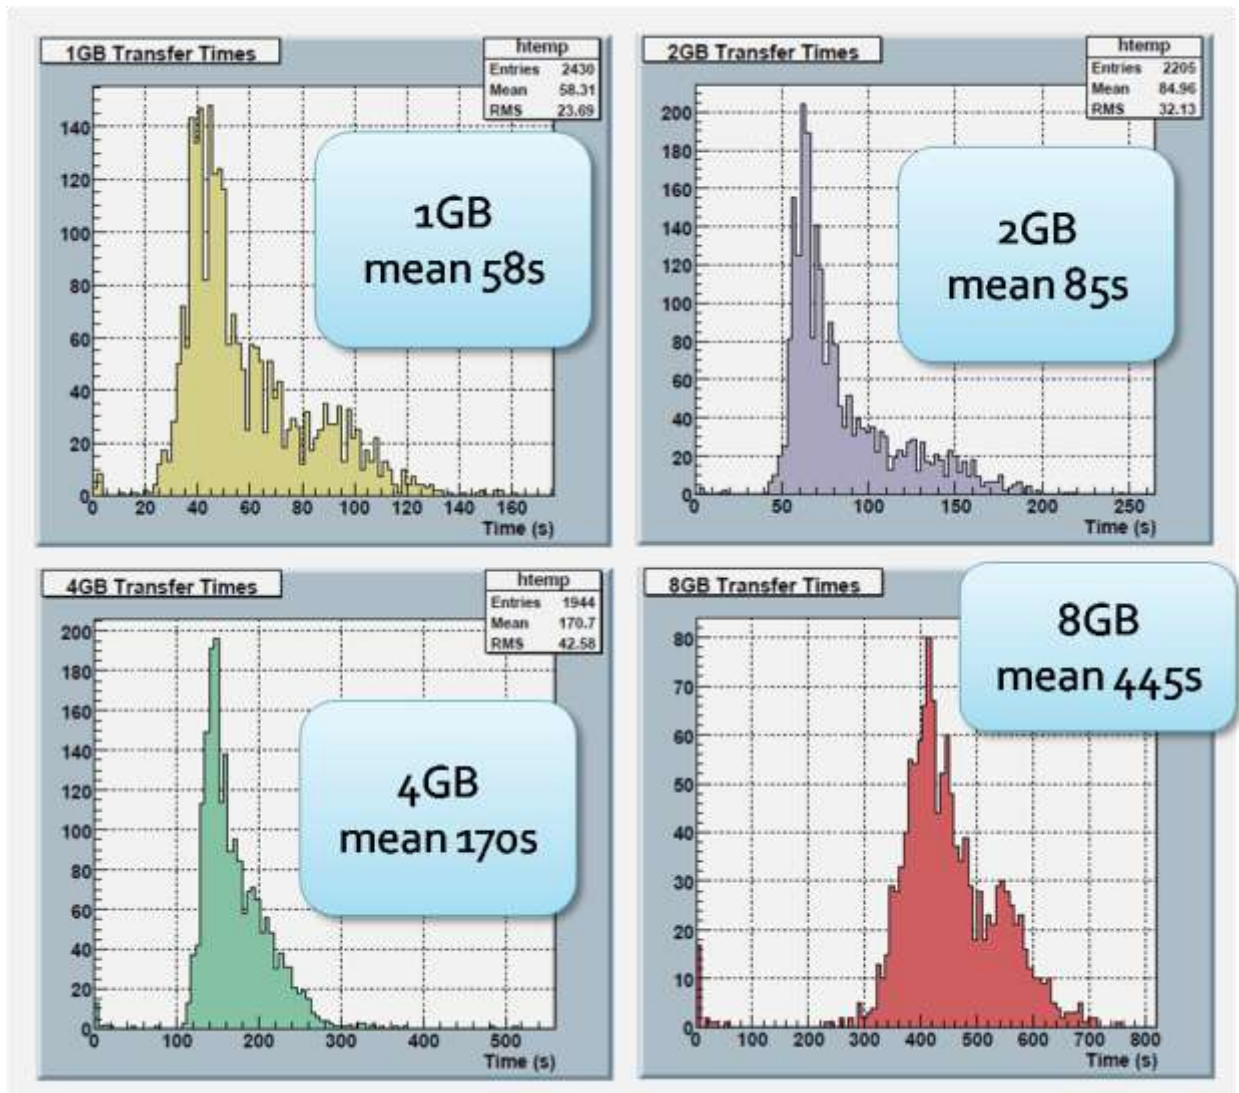 1GB Transfer Times
htemp
Entries 2430
Mean 58.31
RMS 23.69
140
120
100
80
60
40
20
0
0 20 40 60 80 100 120 140 160
Time (s)
1GB
mean 58s
2GB Transfer Times
htemp
Entries 2205
Mean 84.96
RMS 32.13
200
180
160
140
120
100
80
60
40
20
0
0 50 100 150 200 250
Time (s)
2GB
mean 85s
4GB Transfer Times
htemp
Entries 1944
Mean 170.7
RMS 42.58
200
180
160
140
120
100
80
60
40
20
0
0 100 200 300 400 500
Time (s)
4GB
mean 170s
8GB Transfer Times
80
70
60
50
40
30
20
10
0
0 100 200 300 400 500 600 700 800
Time (s)
8GB
mean 445s